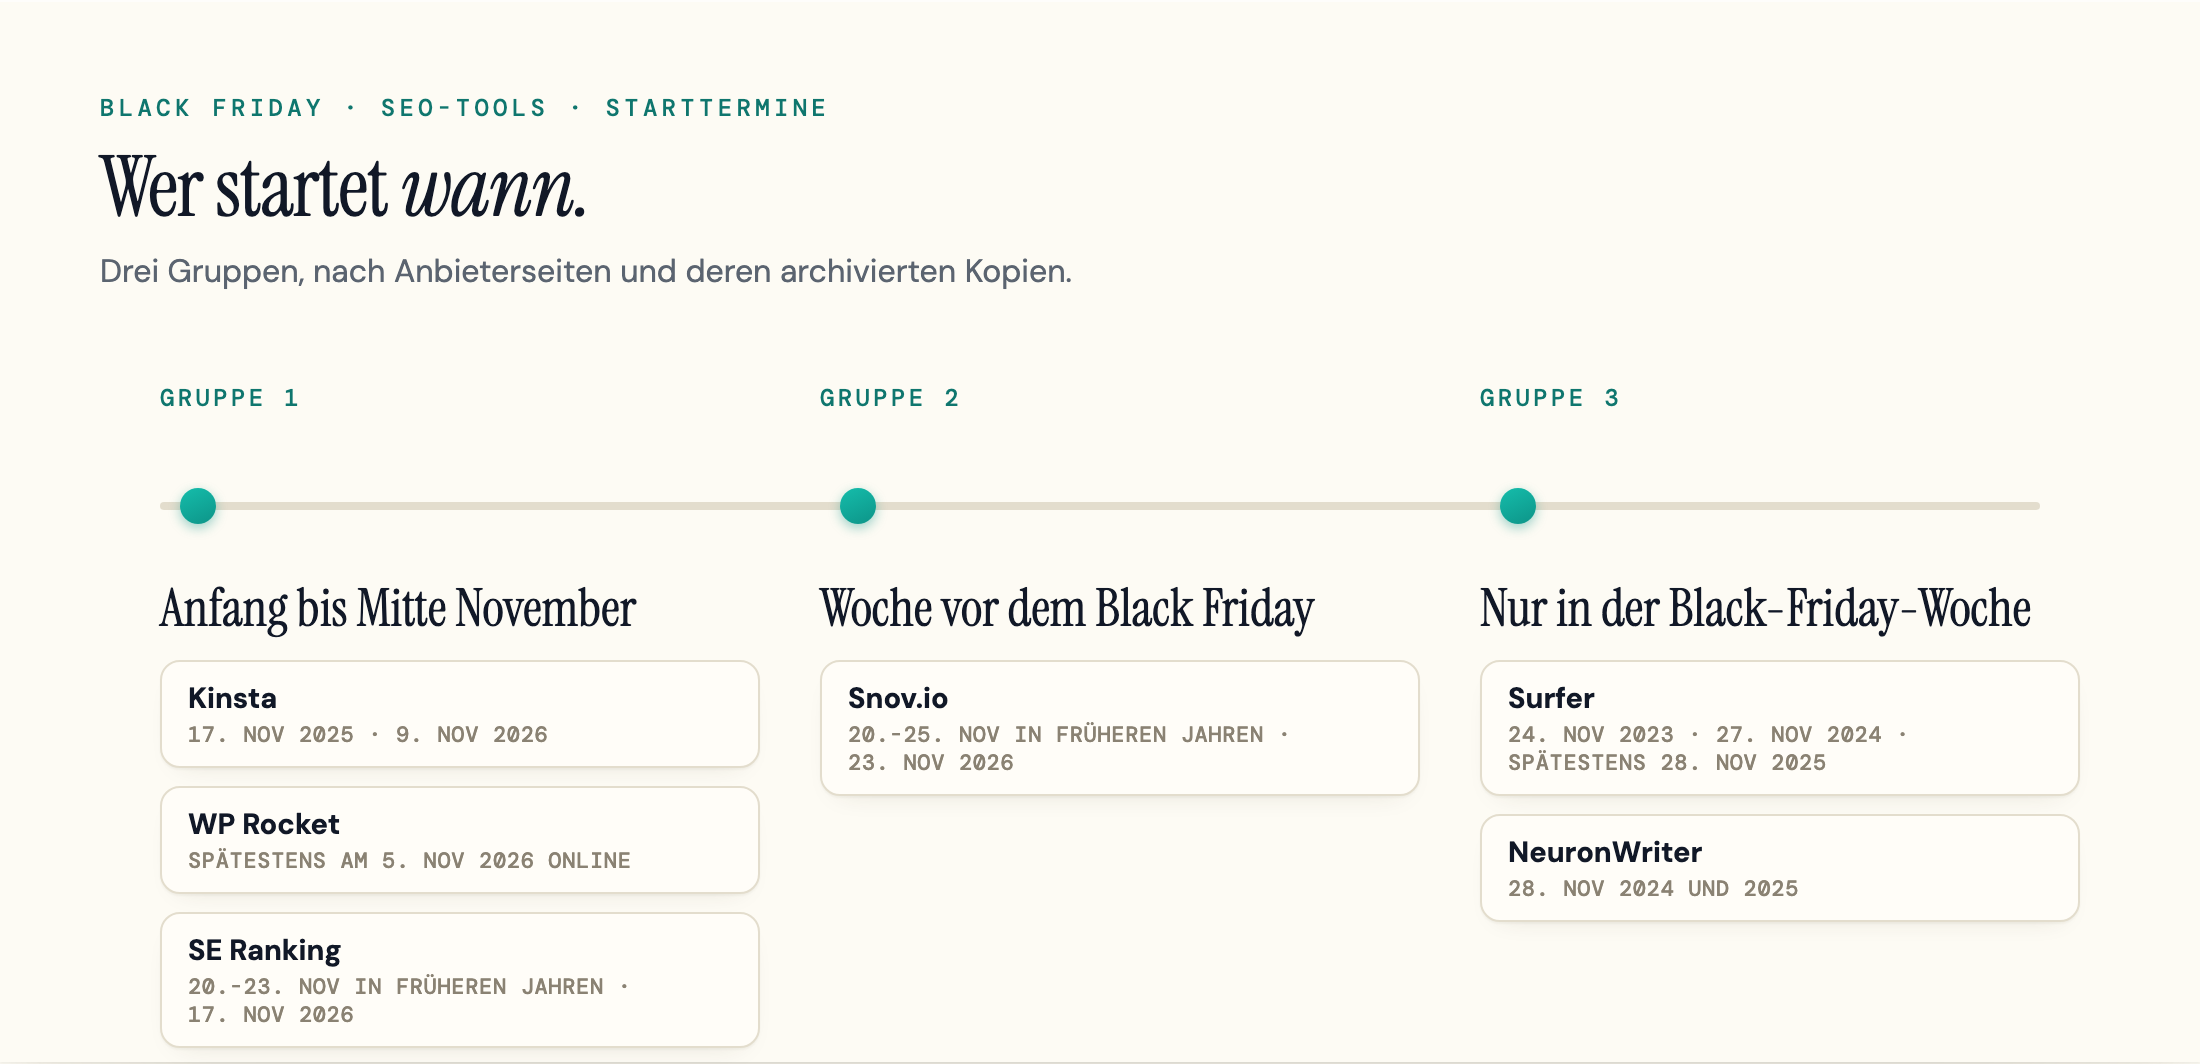 BLACK FRIDAY · SEO-TOOLS · STARTTERMINE
Wer startet wann.
Drei Gruppen, nach Anbieterseiten und deren archivierten Kopien.
GRUPPE 1
Anfang bis Mitte November
Kinsta
17. NOV 2025 · 9. NOV 2026
WP Rocket
SPÄTESTENS AM 5. NOV 2026 ONLINE
SE Ranking
20.-23. NOV IN FRÜHEREN JAHREN ·
17. NOV 2026
GRUPPE 2
Woche vor dem Black Friday
Snov.io
20.-25. NOV IN FRÜHEREN JAHREN ·
23. NOV 2026
GRUPPE 3
Nur in der Black-Friday-Woche
Surfer
24. NOV 2023 · 27. NOV 2024 ·
SPÄTESTENS 28. NOV 2025
NeuronWriter
28. NOV 2024 UND 2025